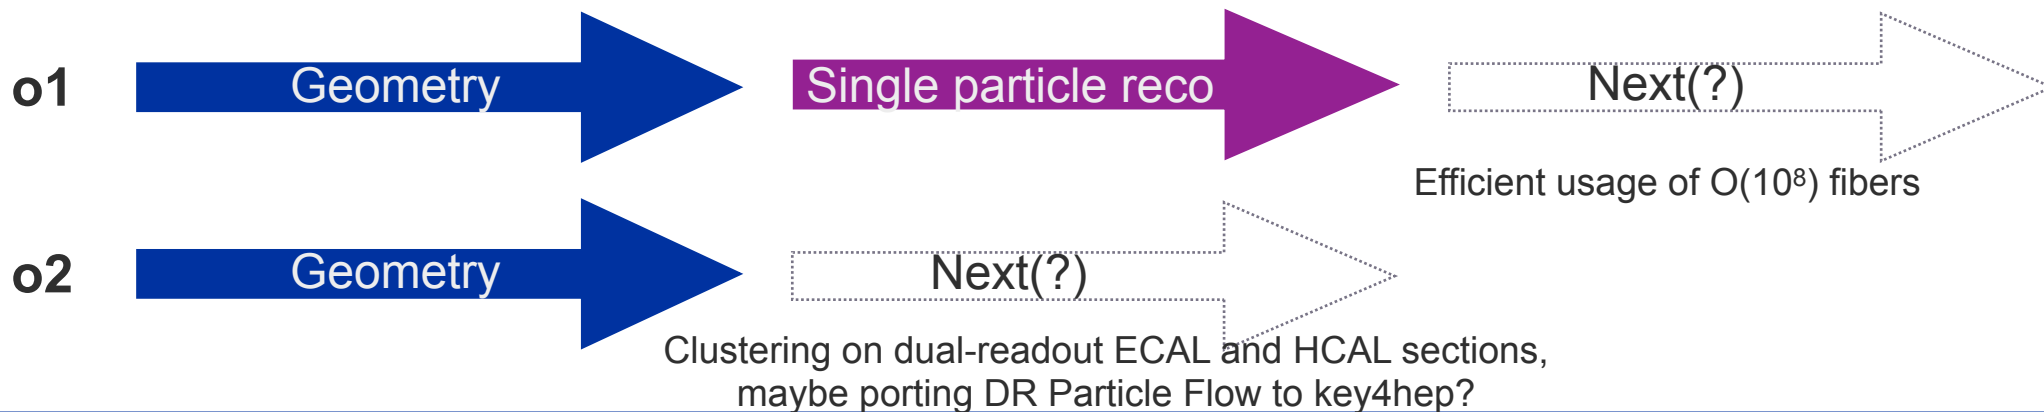 o1 Geometry Single particle reco Next(?)
Efficient usage of O(10⁸) fibers
o2 Geometry Next(?)
Clustering on dual-readout ECAL and HCAL sections,
maybe porting DR Particle Flow to key4hep?